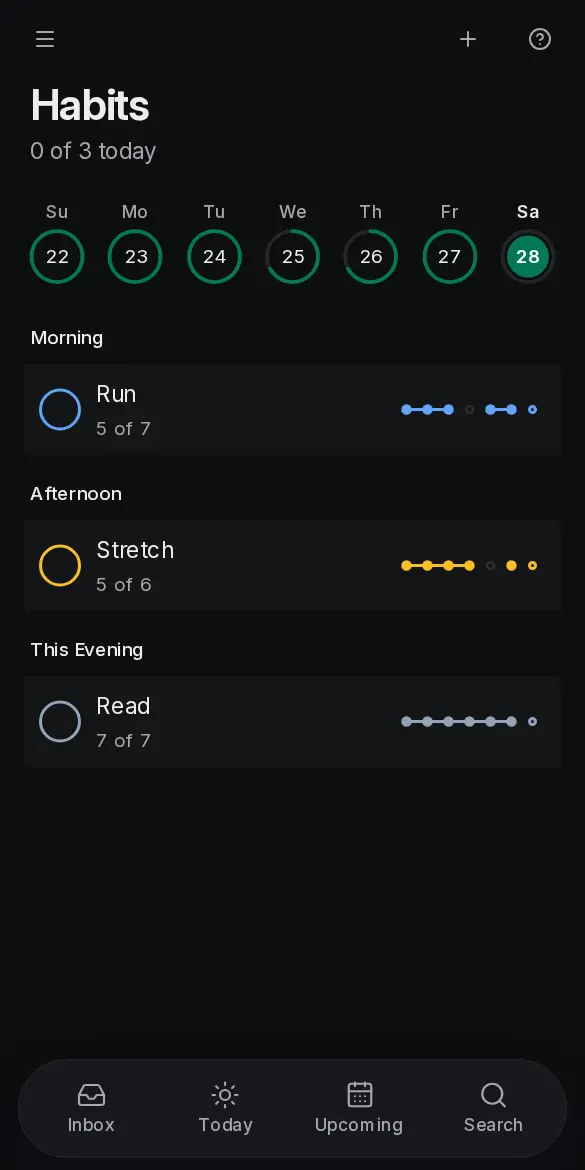 Habits
0 of 3 today
Su Mo Tu We Th Fr Sa
22 23 24 25 26 27 28
Morning
Run
5 of 7
Afternoon
Stretch
5 of 6
This Evening
Read
7 of 7
Inbox Today Upcoming Search